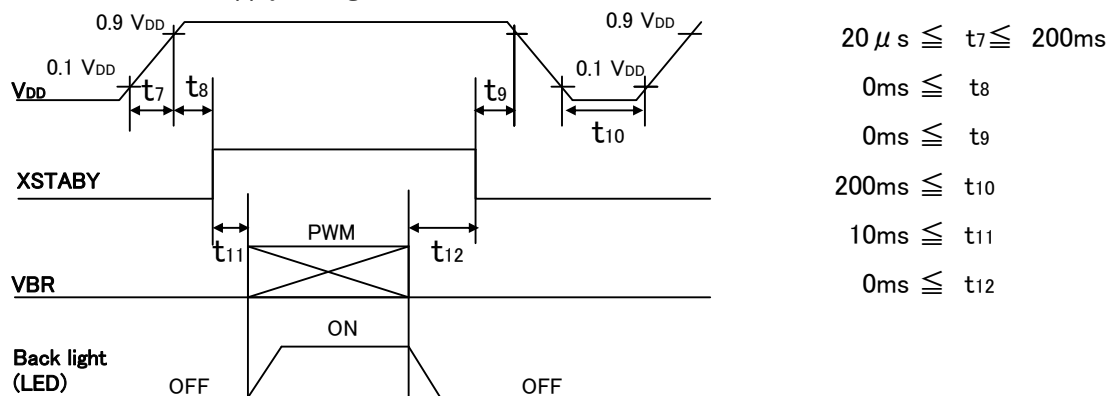 0.9 VDD
0.9 VDD
20 μs ≦ t7 ≦ 200ms
0.1 VDD
0.1 VDD
0ms ≦ t8
VDD
t7
t8
t9
t10
0ms ≦ t9
XSTABY
200ms ≦ t10
PWM
10ms ≦ t11
t11
t12
VBR
0ms ≦ t12
ON
Back light
(LED)
OFF
OFF